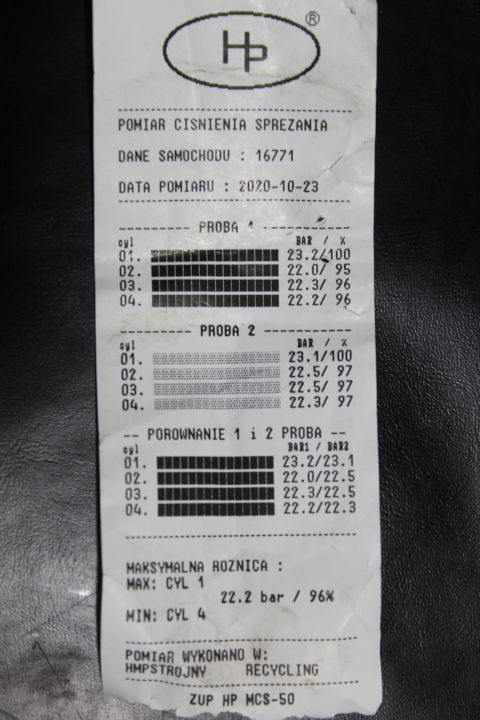 HP ®
POMIAR CISNIENIA SPREZANIA
DANE SAMOCHODU : 16771
DATA POMIARU : 2020-10-23
-------- PROBA 1 --------
cyl BAR / %
01. 23.2/100
02. 22.0/ 95
03. 22.3/ 96
04. 22.2/ 96
-------- PROBA 2 --------
cyl BAR / %
01. 23.1/100
02. 22.5/ 97
03. 22.5/ 97
04. 22.3/ 97
-- POROWNANIE 1 i 2 PROBA --
cyl BAR1 / BAR2
01. 23.2/23.1
02. 22.0/22.5
03. 22.3/22.5
04. 22.2/22.3
MAKSYMALNA ROZNICA :
MAX: CYL 1
22.2 bar / 96%
MIN: CYL 4
POMIAR WYKONANO W:
HMPSTROJNY RECYCLING
ZUP HP MCS-50